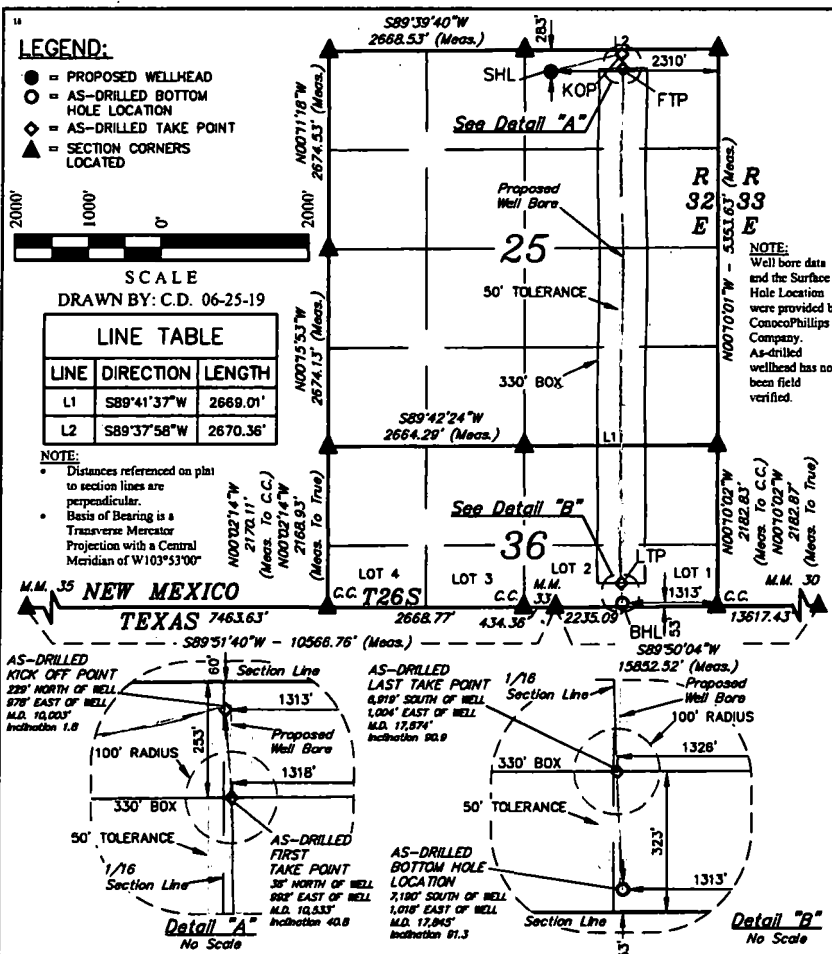 18
LEGEND:
= PROPOSED WELLHEAD
= AS-DRILLED BOTTOM
HOLE LOCATION
= AS-DRILLED TAKE POINT
= SECTION CORNERS
LOCATED
2000'
1000'
0'
2000'
SCALE
DRAWN BY: C.D. 06-25-19
LINE TABLE
LINE DIRECTION LENGTH
L1 S89°41'37"W 2669.01'
L2 S89°37'58"W 2670.36'
NOTE:
• Distances referenced on plat
to section lines are
perpendicular.
• Basis of Bearing is a
Transverse Mercator
Projection with a Central
Meridian of W103°53'00"
S89°39'40"W
2668.53' (Meas.)
283'
L2
2310'
SHL
KOP
FTP
See Detail "A"
N00°11'18"W
2674.53' (Meas.)
Proposed
Well Bore
25
50' TOLERANCE
330' BOX
N00°15'53"W
2674.13' (Meas.)
R R
32 33
E E
N00°10'01"W - 5353.63' (Meas.)
NOTE:
Well bore data
and the Surface
Hole Location
were provided b
ConocoPhillips
Company.
As-drilled
wellhead has no
been field
verified.
S89°42'24"W
2664.29' (Meas.)
L1
See Detail "B"
36
N00°02'14"W
2170.11'
(Meas. To C.C.)
N00°02'14"W
2168.93'
(Meas. To True)
N00°10'02"W
2182.83'
(Meas. To C.C.)
N00°10'02"W
2182.87'
(Meas. To True)
LTP
LOT 4
LOT 3
LOT 2
LOT 1
1313'
M.M. 35
NEW MEXICO
C.C. T26S
C.C.
M.M.
33
C.C.
M.M. 30
TEXAS 7463.63'
2668.77'
434.36'
2235.09'
BHL
53'
13617.43'
S89°51'40"W - 10566.76' (Meas.)
S89°50'04"W
15852.52' (Meas.)
AS-DRILLED
KICK OFF POINT
229' NORTH OF WELL
978' EAST OF WELL
M.D. 10,003'
Inclination 1.8
60'
Section Line
1313'
Proposed
Well Bore
253'
100' RADIUS
1318'
330' BOX
50' TOLERANCE
1/16
Section Line
AS-DRILLED
FIRST
TAKE POINT
NORTH OF WELL
EAST OF WELL
M.D. 10,533'
Inclination 40.8
Detail "A"
No Scale
AS-DRILLED
LAST TAKE POINT
6,919' SOUTH OF WELL
1,004' EAST OF WELL
M.D. 17,574'
Inclination 90.9
1/16
Section Line
Proposed
Well Bore
100' RADIUS
1326'
330' BOX
50' TOLERANCE
323'
AS-DRILLED
BOTTOM HOLE
LOCATION
7,190' SOUTH OF WELL
1,018' EAST OF WELL
M.D. 17,845'
Inclination 91.3
1313'
Section Line
Detail "B"
No Scale